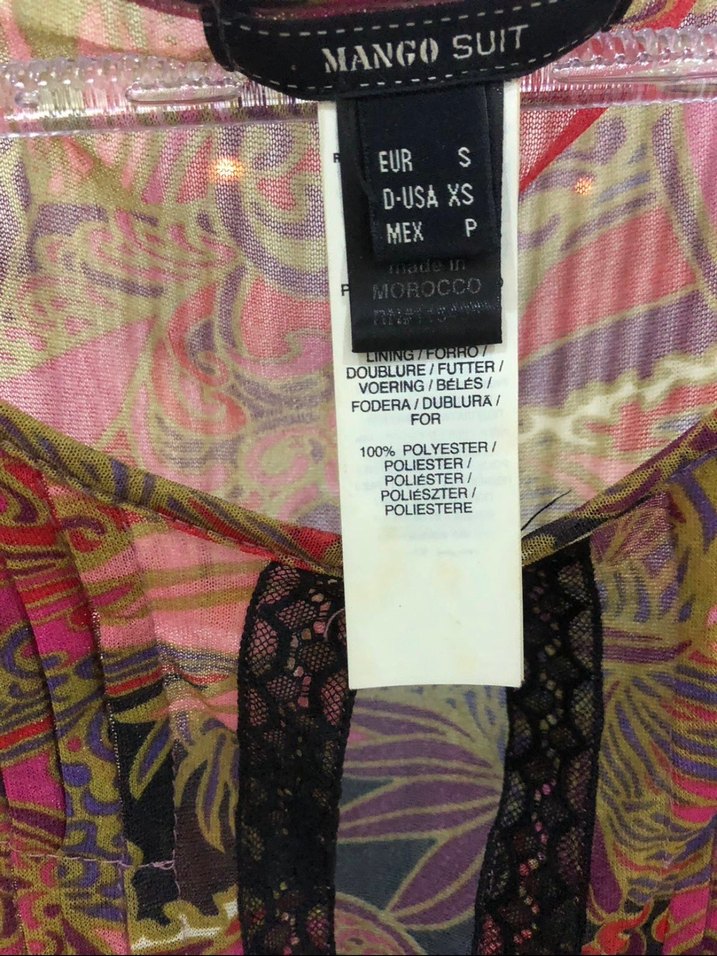 MANGO SUIT
EUR S
D-USA XS
MEX P
made in
MOROCCO
LINING / FORRO /
DOUBLURE / FUTTER /
VOERING / BÉLÉS /
FODERA / DUBLURĂ /
FOR
100% POLYESTER /
POLIESTER /
POLIÉSTER /
POLIÉSZTER /
POLIESTERE